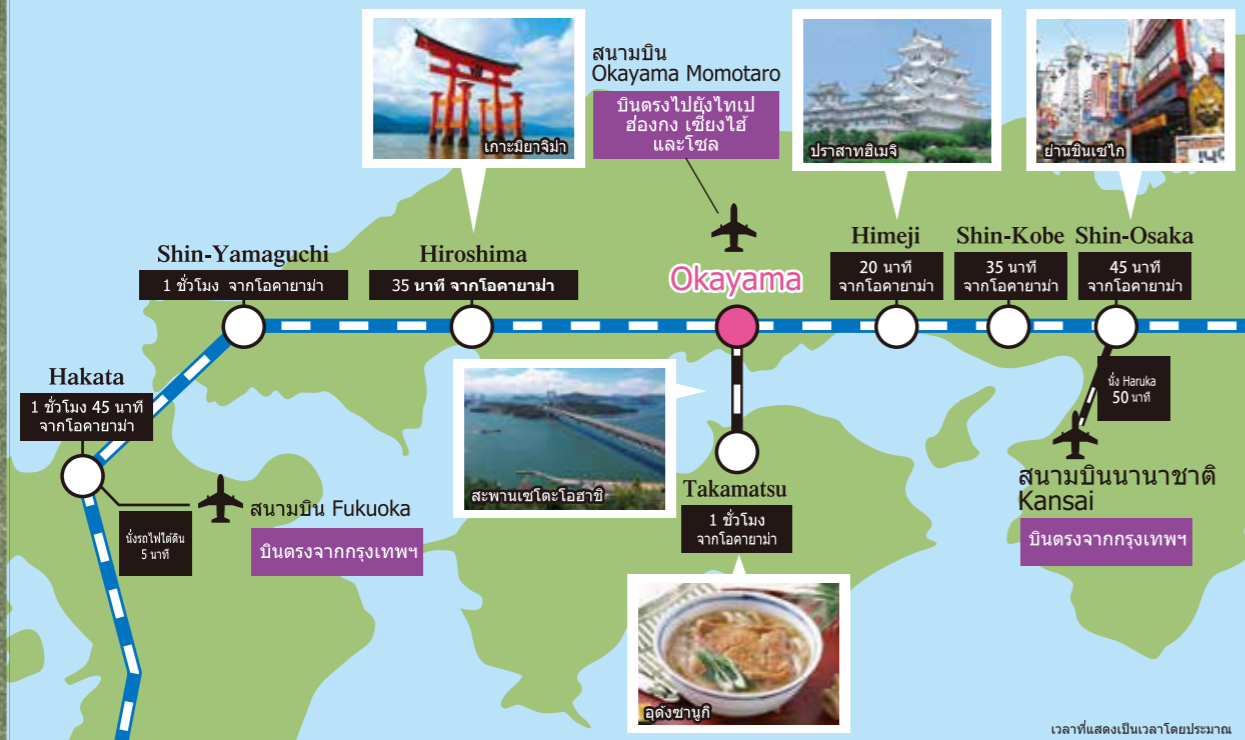 เกาะมิยาจิม่า
สนามบิน
Okayama Momotaro
บินตรงไปยังไทเป
ฮ่องกง เซี่ยงไฮ้
และโซล
ปราสาทฮิเมจิ
ย่านชินเซไก
Shin-Yamaguchi
1 ชั่วโมง จากโอคายาม่า
Hiroshima
35 นาที จากโอคายาม่า
Okayama
Himeji
20 นาที
จากโอคายาม่า
Shin-Kobe
35 นาที
จากโอคายาม่า
Shin-Osaka
45 นาที
จากโอคายาม่า
Hakata
1 ชั่วโมง 45 นาที
จากโอคายาม่า
นั่งรถไฟใต้ดิน
5 นาที
สนามบิน Fukuoka
บินตรงจากกรุงเทพฯ
สะพานเซโตะโอฮาชิ
Takamatsu
1 ชั่วโมง
จากโอคายาม่า
อุด้งซานูกิ
นั่ง Haruka
50 นาที
สนามบินนานาชาติ
Kansai
บินตรงจากกรุงเทพฯ
เวลาที่แสดงเป็นเวลาโดยประมาณ